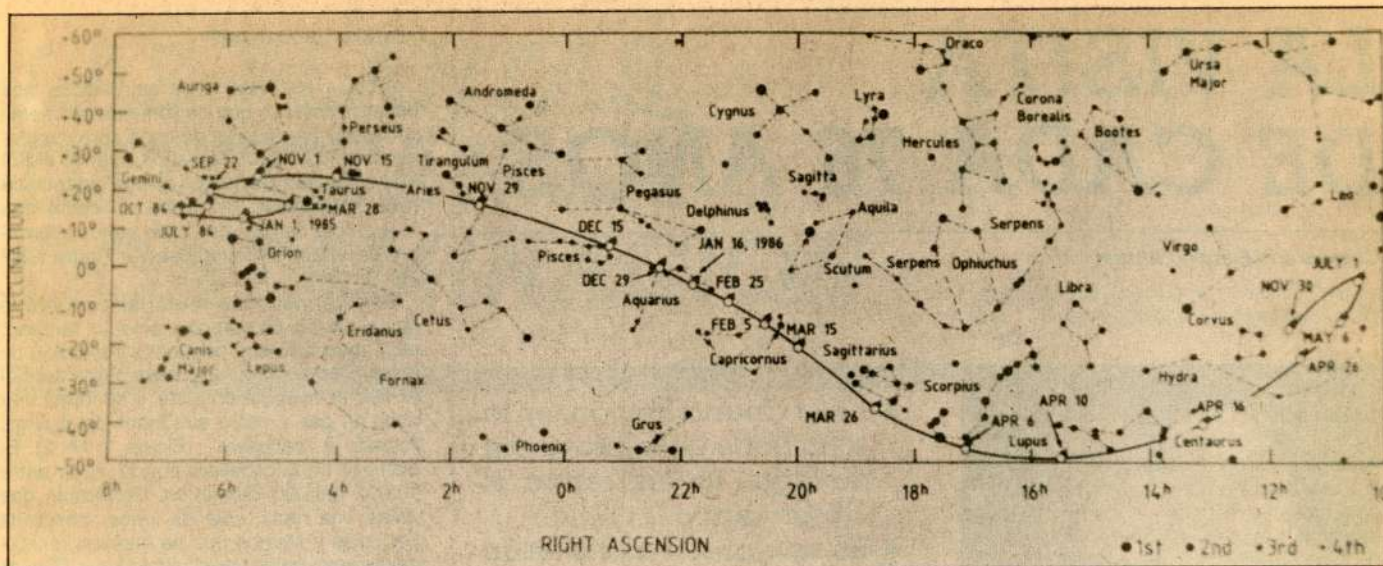 +60°
+50°
+40°
+30°
+20°
+10°
0°
-10°
-20°
-30°
-40°
-50°
DECLINATION
Draco
Ursa
Major
Auriga
Andromeda
Cygnus
Lyra
Corona
Borealis
Perseus
Hercules
Bootes
SEP 22
NOV 1
NOV 15
Tirangulum
Pisces
Gemini
Taurus
Aries
NOV 29
Pegasus
Sagitta
Leo
OCT 84
MAR 28
JULY 84
JAN 1, 1985
DEC 15
Delphinus
Aquila
Serpens
JAN 16, 1986
Virgo
JULY 1
Orion
Pisces
DEC 29
Aquarius
FEB 25
Scutum
Serpens
Ophiuchus
Libra
NOV 30
Eridanus
Cetus
FEB 5
MAR 15
Corvus
MAY 6
Canis
Major
Lepus
Capricornus
Sagittarius
APR 26
Fornax
Scorpius
Hydra
MAR 26
APR 10
APR 16
Phoenix
Grus
APR 6
Lupus
Centaurus
8h 6h 4h 2h 0h 22h 20h 18h 16h 14h 12h 10
RIGHT ASCENSION
1st 2nd 3rd 4th